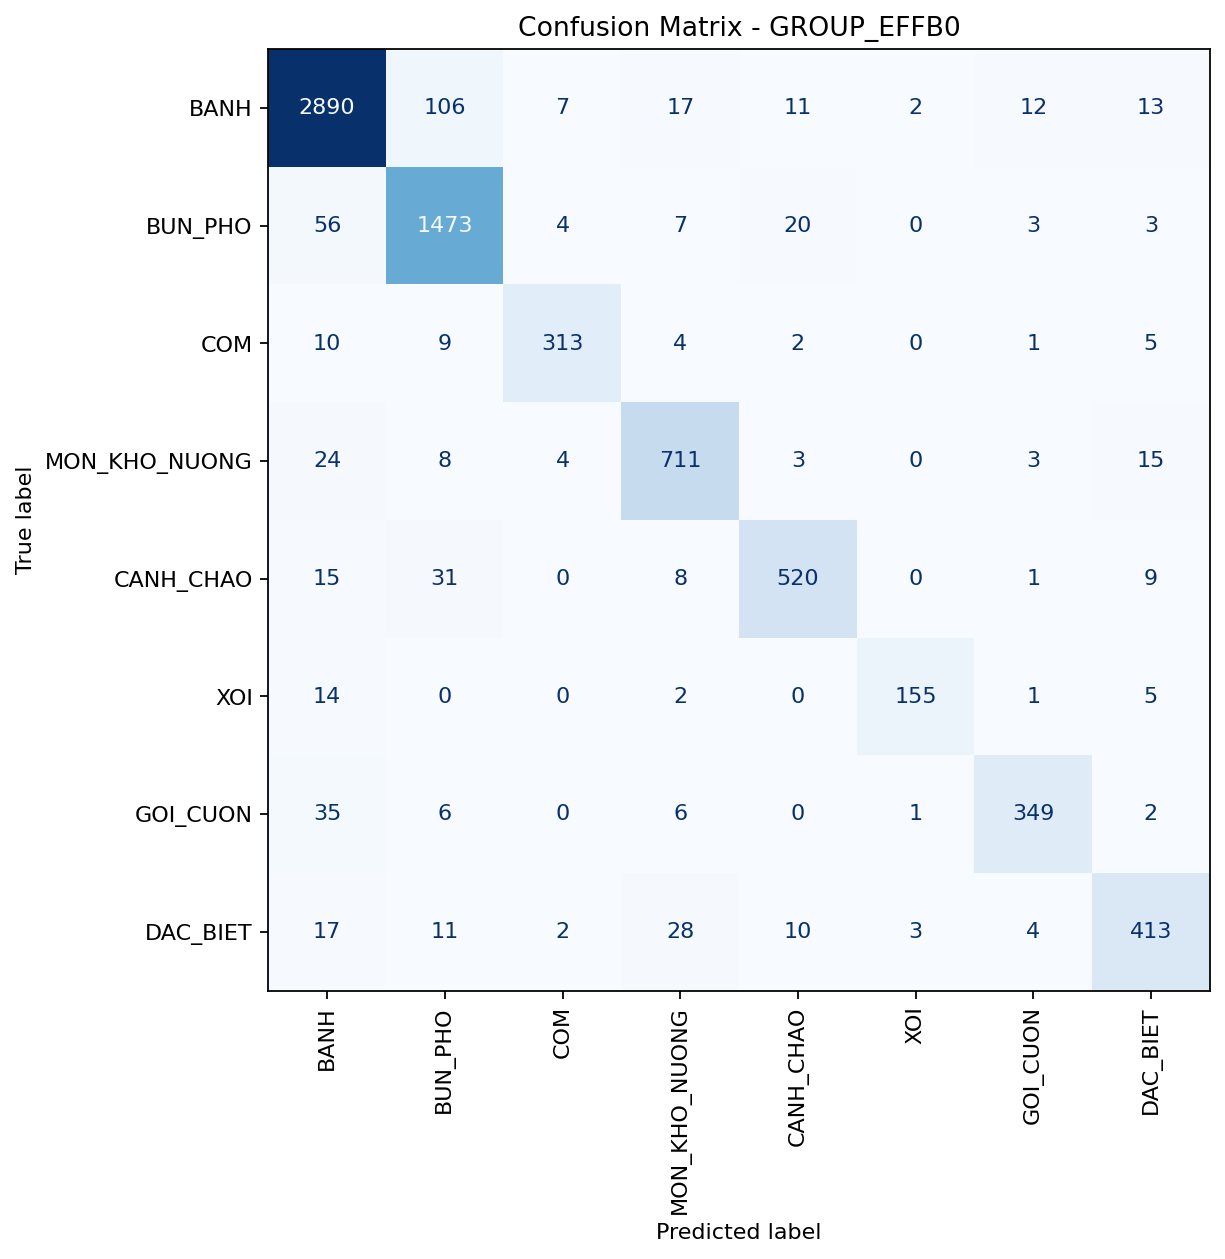 Confusion Matrix - GROUP_EFFB0
BANH 2890 106 7 17 11 2 12 13
BUN_PHO 56 1473 4 7 20 0 3 3
COM 10 9 313 4 2 0 1 5
MON_KHO_NUONG 24 8 4 711 3 0 3 15
CANH_CHAO 15 31 0 8 520 0 1 9
XOI 14 0 0 2 0 155 1 5
GOI_CUON 35 6 0 6 0 1 349 2
DAC_BIET 17 11 2 28 10 3 4 413
True label
BANH BUN_PHO COM MON_KHO_NUONG CANH_CHAO XOI GOI_CUON DAC_BIET
Predicted label